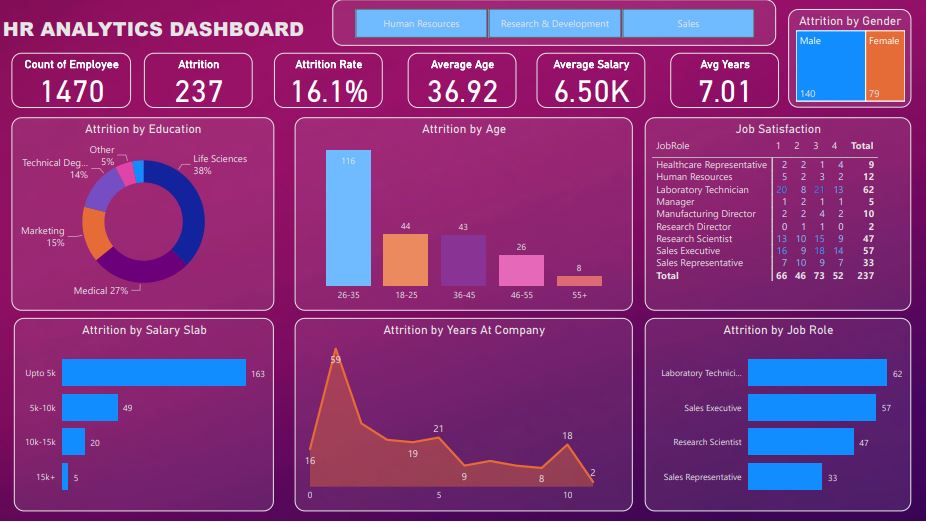 HR ANALYTICS DASHBOARD
Human Resources
Research & Development
Sales
Attrition by Gender
Male
Female
140
79
Count of Employee
1470
Attrition
237
Attrition Rate
16.1%
Average Age
36.92
Average Salary
6.50K
Avg Years
7.01
Attrition by Education
Other
5%
Life Sciences
38%
Technical Deg...
14%
Marketing
15%
Medical 27%
Attrition by Age
116
44
43
26
8
26-35 18-25 36-45 46-55 55+
Job Satisfaction
JobRole 1 2 3 4 Total
Healthcare Representative 2 2 1 4 9
Human Resources 5 2 3 2 12
Laboratory Technician 20 8 21 13 62
Manager 1 2 1 1 5
Manufacturing Director 2 2 4 2 10
Research Director 0 1 1 0 2
Research Scientist 13 10 15 9 47
Sales Executive 16 9 18 14 57
Sales Representative 7 10 9 7 33
Total 66 46 73 52 237
Attrition by Salary Slab
Upto 5k 163
5k-10k 49
10k-15k 20
15k+ 5
Attrition by Years At Company
59
16
19
21
9
8
18
2
0 5 10
Attrition by Job Role
Laboratory Technici... 62
Sales Executive 57
Research Scientist 47
Sales Representative 33